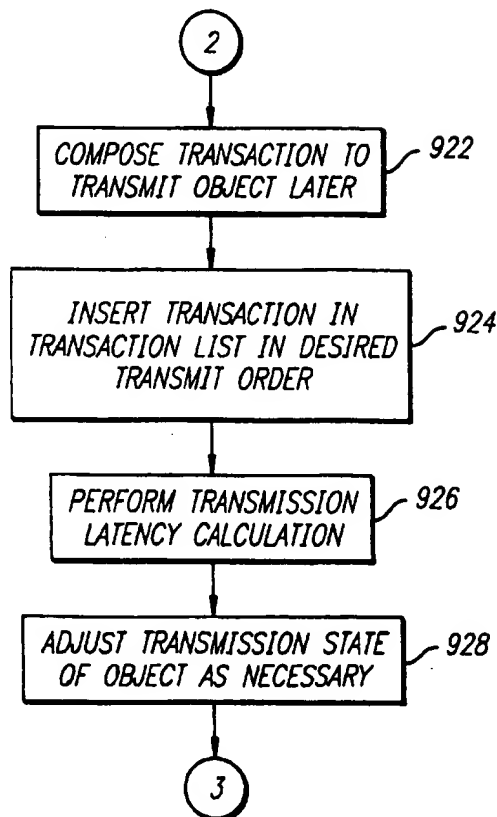 2
COMPOSE TRANSACTION TO
TRANSMIT OBJECT LATER
922
INSERT TRANSACTION IN
TRANSACTION LIST IN DESIRED
TRANSMIT ORDER
924
PERFORM TRANSMISSION
LATENCY CALCULATION
926
ADJUST TRANSMISSION STATE
OF OBJECT AS NECESSARY
928
3